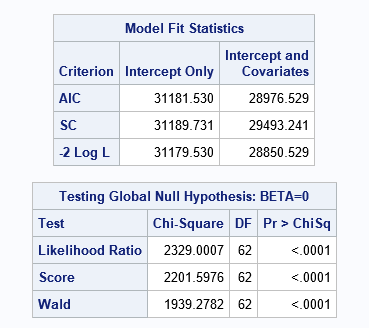 Model Fit Statistics
Criterion Intercept Only Intercept and Covariates
AIC 31181.530 28976.529
SC 31189.731 29493.241
-2 Log L 31179.530 28850.529
Testing Global Null Hypothesis: BETA=0
Test Chi-Square DF Pr > ChiSq
Likelihood Ratio 2329.0007 62 <.0001
Score 2201.5976 62 <.0001
Wald 1939.2782 62 <.0001